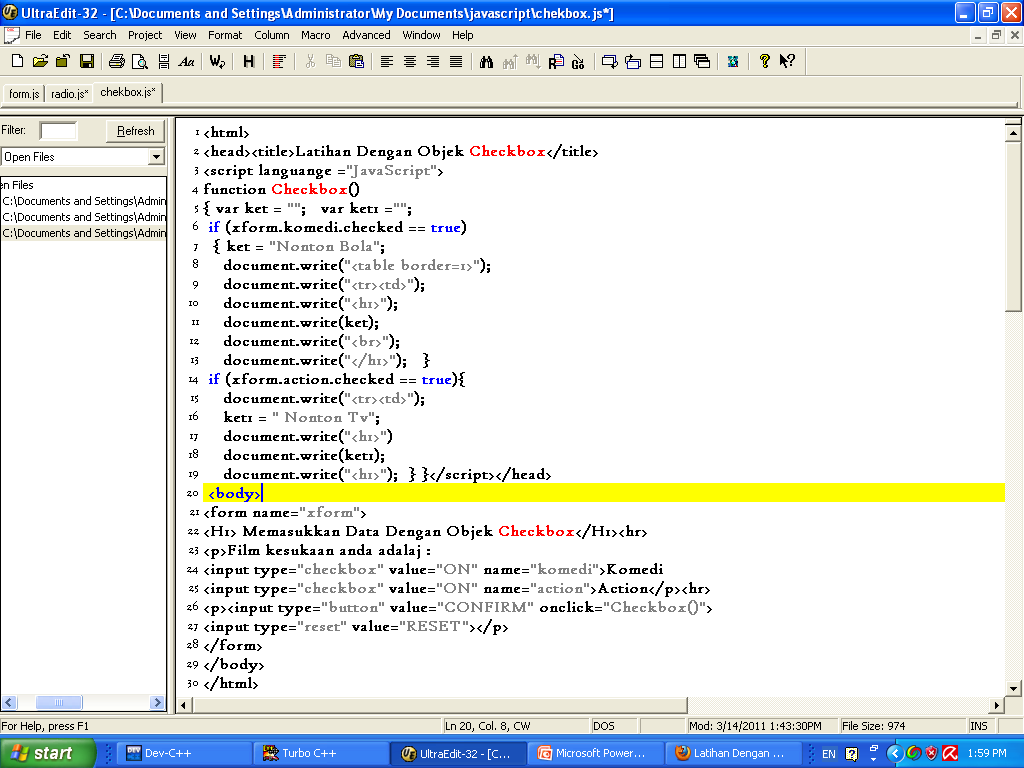 UltraEdit-32 - [C:\Documents and Settings\Administrator\My Documents\javascript\chekbox.js*]
File Edit Search Project View Format Column Macro Advanced Window Help
form.js radio.js* chekbox.js*
Filter: Refresh
Open Files
en Files
C:\Documents and Settings\Admin
C:\Documents and Settings\Admin
C:\Documents and Settings\Admin
1 <html>
2 <head><title>Latihan Dengan Objek Checkbox</title>
3 <script languange ="JavaScript">
4 function Checkbox()
5 { var ket = ""; var ket1 ="";
6 if (xform.komedi.checked == true)
7 { ket = "Nonton Bola";
8 document.write("<table border=1>");
9 document.write("<tr><td>");
10 document.write("<h1>");
11 document.write(ket);
12 document.write("<br>");
13 document.write("</h1>"); }
14 if (xform.action.checked == true){
15 document.write("<tr><td>");
16 ket1 = " Nonton Tv";
17 document.write("<h1>")
18 document.write(ket1);
19 document.write("<h1>"); } }</script></head>
20 <body>
21 <form name="xform">
22 <H1> Memasukkan Data Dengan Objek Checkbox</H1><hr>
23 <p>Film kesukaan anda adalaj :
24 <input type="checkbox" value="ON" name="komedi">Komedi
25 <input type="checkbox" value="ON" name="action">Action</p><hr>
26 <p><input type="button" value="CONFIRM" onclick="Checkbox()">
27 <input type="reset" value="RESET"></p>
28 </form>
29 </body>
30 </html>
For Help, press F1 Ln 20, Col. 8, CW DOS Mod: 3/14/2011 1:43:30PM File Size: 974 INS
start Dev-C++ Turbo C++ UltraEdit-32 - [C... Microsoft Power... Latihan Dengan ... EN 1:59 PM